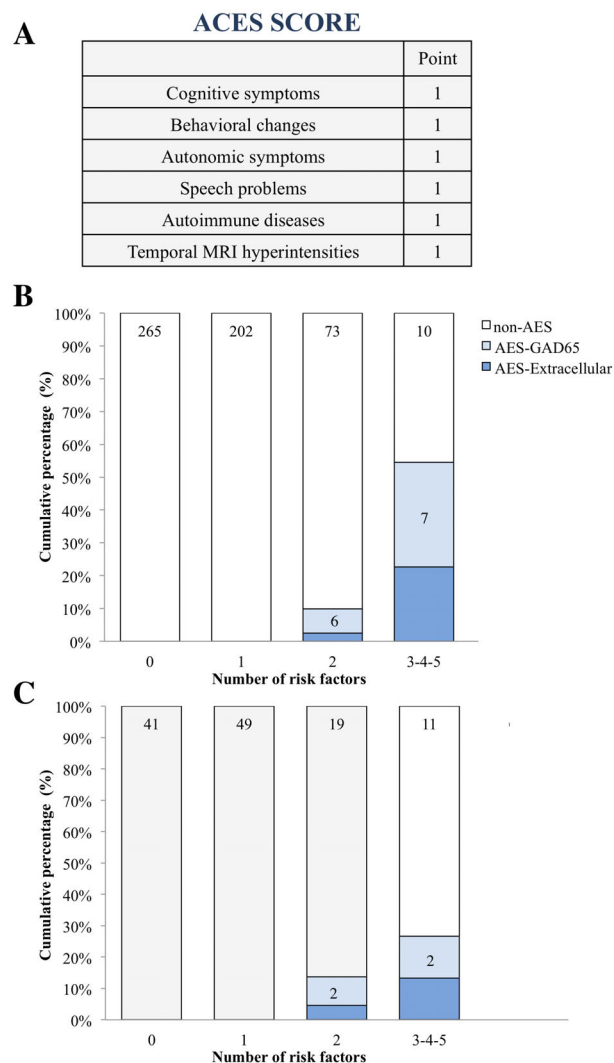 A
ACES SCORE
Point
Cognitive symptoms 1
Behavioral changes 1
Autonomic symptoms 1
Speech problems 1
Autoimmune diseases 1
Temporal MRI hyperintensities 1
B
Cumulative percentage (%)
100%
90%
80%
70%
60%
50%
40%
30%
20%
10%
0%
265 202 73 10
7
6
non-AES
AES-GAD65
AES-Extracellular
0 1 2 3-4-5
Number of risk factors
C
Cumulative percentage (%)
100%
90%
80%
70%
60%
50%
40%
30%
20%
10%
0%
41 49 19 11
2 2
0 1 2 3-4-5
Number of risk factors